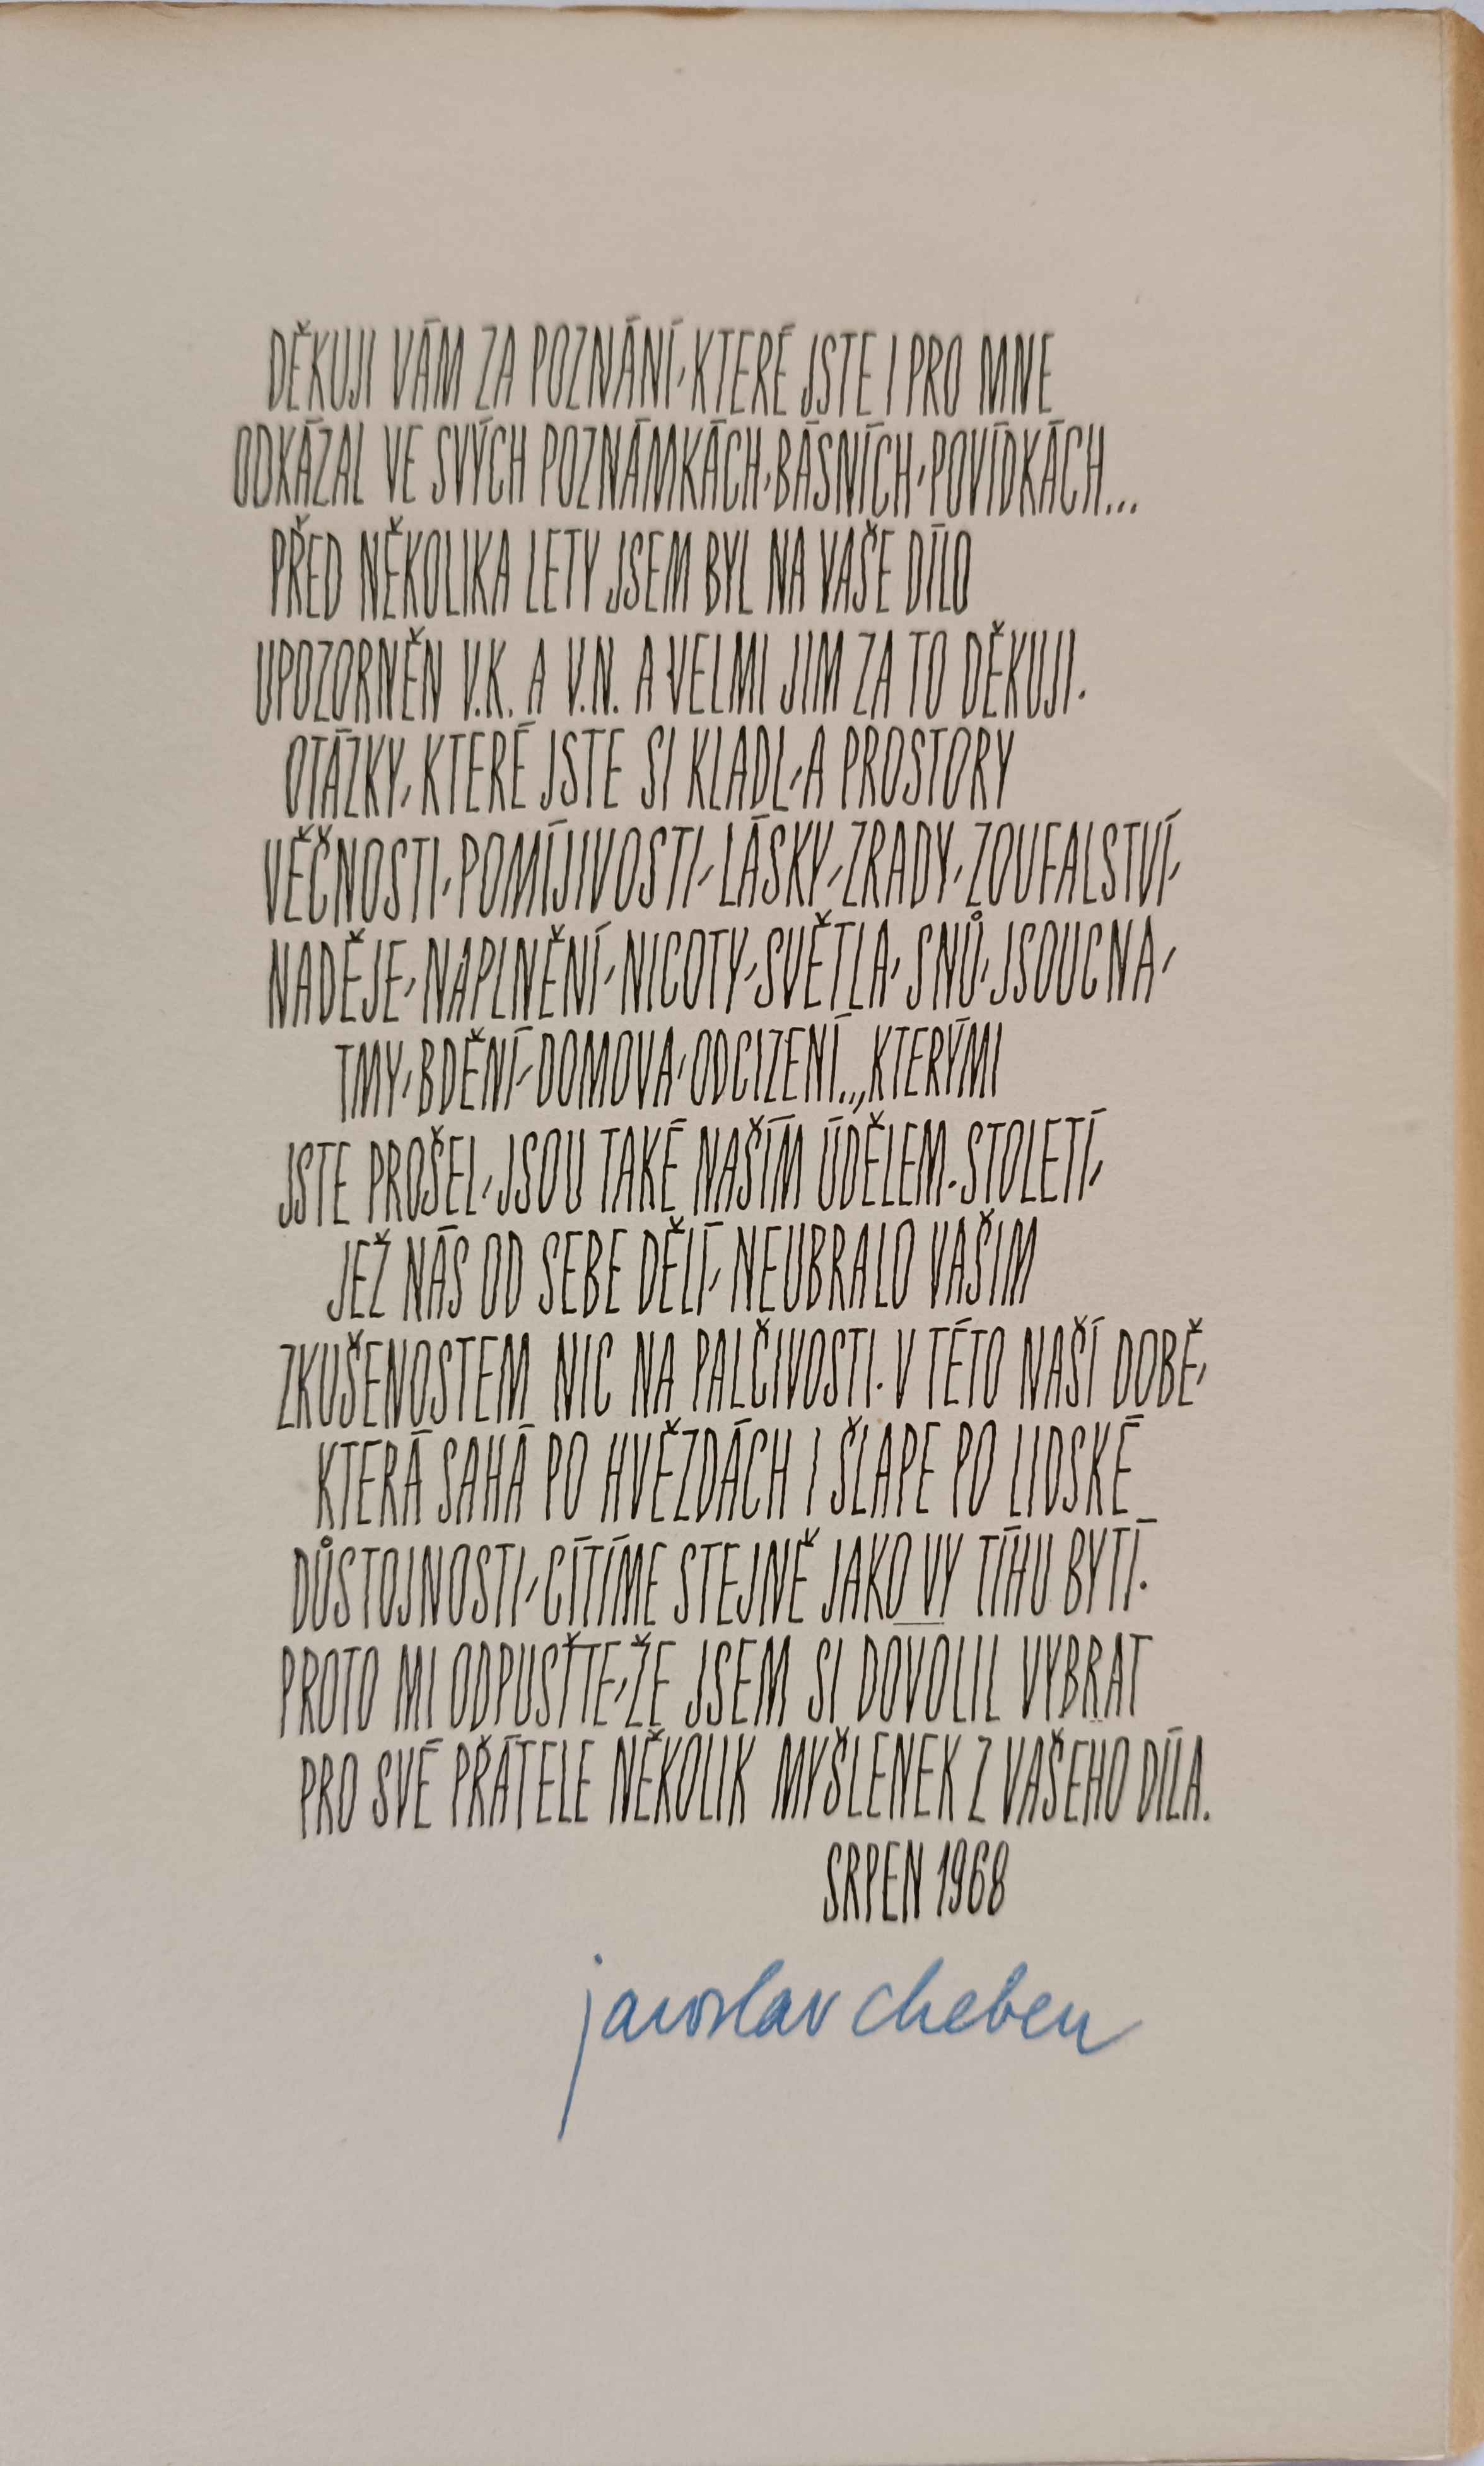 DĚKUJI VÁM ZA POZNÁNÍ, KTERÉ JSTE I PRO MNE
ODKÁZAL VE SVÝCH POZNÁMKÁCH, BÁSNÍCH, POVÍDKÁCH...
PŘED NĚKOLIKA LETY JSEM BYL NA VAŠE DÍLO
UPOZORNĚN V.K. A V.N. A VELMI JIM ZA TO DĚKUJI.
OTÁZKY, KTERÉ JSTE SI KLADL, A PROSTORY
VĚČNOSTI, POMÍJIVOSTI, LÁSKY, ZRADY, ZOUFALSTVÍ,
NADĚJE, NAPLNĚNÍ, NICOTY, SVĚTLA, SNŮ, JSOUCNA,
TMY, BDĚNÍ, DOMOVA, ODCIZENÍ..., KTERÝMI
JSTE PROŠEL, JSOU TAKÉ NAŠÍM ÚDĚLEM. STOLETÍ,
JEŽ NÁS OD SEBE DĚLÍ, NEUBRALO VAŠIM
ZKUŠENOSTEM NIC NA PALČIVOSTI. V TÉTO NAŠÍ DOBĚ,
KTERÁ SAHÁ PO HVĚZDÁCH I ŠLAPE PO LIDSKÉ
DŮSTOJNOSTI, CÍTÍME STEJNĚ JAKO VY TÍHU BYTÍ.
PROTO MI ODPUSŤTE, ŽE JSEM SI DOVOLIL VYBRAT
PRO SVÉ PŘÁTELE NĚKOLIK MYŠLENEK Z VAŠEHO DÍLA.
SRPEN 1968
jaroslav cheben